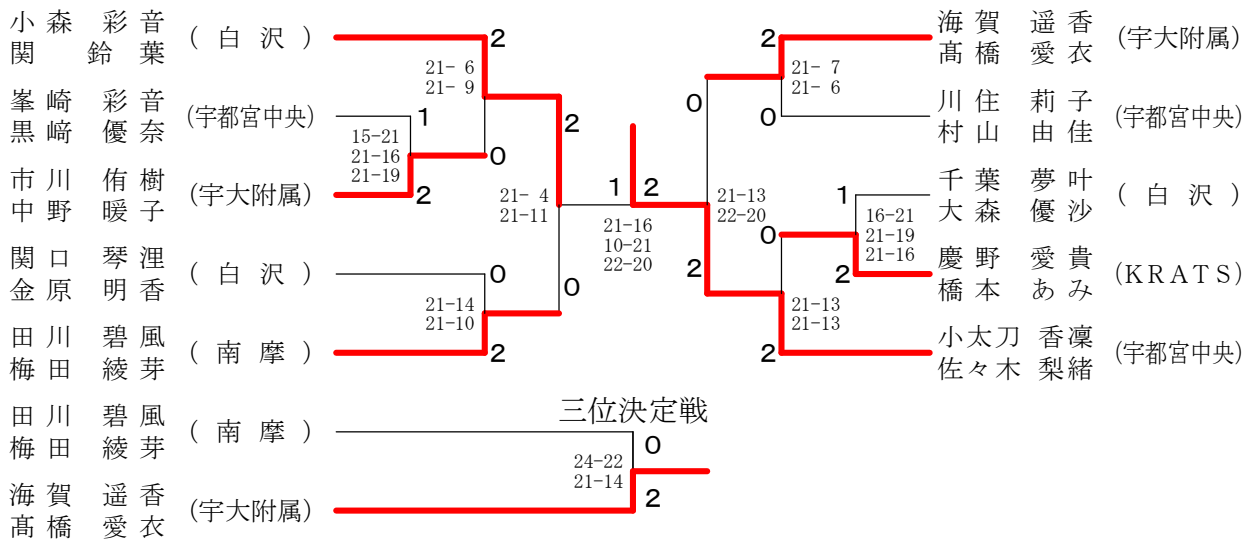 小森 彩音
関 鈴葉
(白沢)
2
21- 6
21- 9
峯崎 彩音
黒﨑 優奈
(宇都宮中央)
1
15-21
21-16
21-19
0
市川 侑樹
中野 暖子
(宇大附属)
2
2
21- 4
21-11
関口 琴浬
金原 明香
(白沢)
0
21-14
21-10
0
田川 碧風
梅田 綾芽
(南摩)
2
1
2
21-16
10-21
22-20
海賀 遥香
髙橋 愛衣
(宇大附属)
2
21- 7
21- 6
0
川住 莉子
村山 由佳
(宇都宮中央)
0
21-13
22-20
千葉 夢叶
大森 優沙
(白沢)
1
16-21
21-19
21-16
0
慶野 愛貴
橋本 あみ
(KRATS)
2
2
21-13
21-13
小太刀 香凜
佐々木 梨緒
(宇都宮中央)
2
三位決定戦
田川 碧風
梅田 綾芽
(南摩)
0
24-22
21-14
海賀 遥香
髙橋 愛衣
(宇大附属)
2